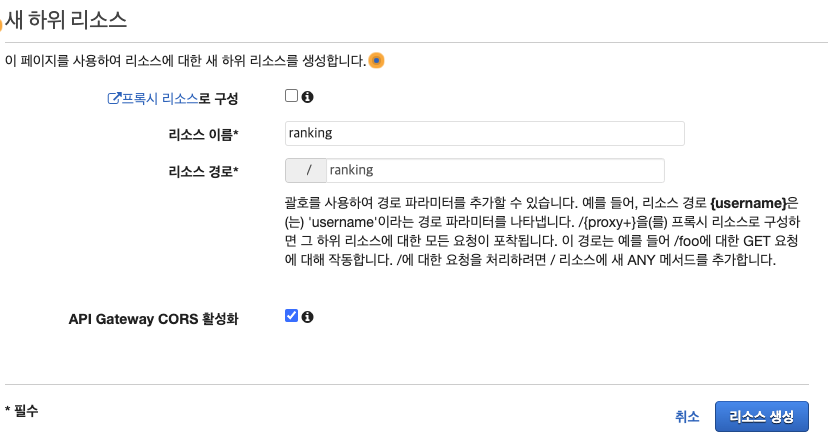 새 하위 리소스
이 페이지를 사용하여 리소스에 대한 새 하위 리소스를 생성합니다.
프록시 리소스로 구성
리소스 이름* ranking
리소스 경로* / ranking
괄호를 사용하여 경로 파라미터를 추가할 수 있습니다. 예를 들어, 리소스 경로 {username}은
(는) 'username'이라는 경로 파라미터를 나타냅니다. /{proxy+}을(를) 프록시 리소스로 구성하
면 그 하위 리소스에 대한 모든 요청이 포착됩니다. 이 경로는 예를 들어 /foo에 대한 GET 요청
에 대해 작동합니다. /에 대한 요청을 처리하려면 / 리소스에 새 ANY 메서드를 추가합니다.
API Gateway CORS 활성화
* 필수
취소 리소스 생성